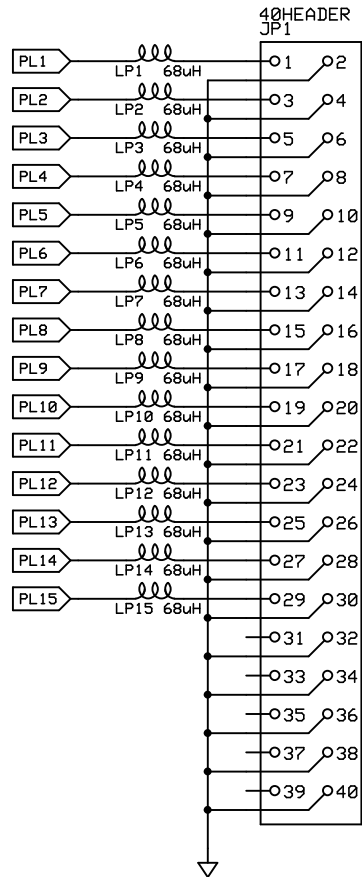 40HEADER
JP1
PL1 LP1 68uH 1 2
PL2 LP2 68uH 3 4
PL3 LP3 68uH 5 6
PL4 LP4 68uH 7 8
PL5 LP5 68uH 9 10
PL6 LP6 68uH 11 12
PL7 LP7 68uH 13 14
PL8 LP8 68uH 15 16
PL9 LP9 68uH 17 18
PL10 LP10 68uH 19 20
PL11 LP11 68uH 21 22
PL12 LP12 68uH 23 24
PL13 LP13 68uH 25 26
PL14 LP14 68uH 27 28
PL15 LP15 68uH 29 30
31 32
33 34
35 36
37 38
39 40